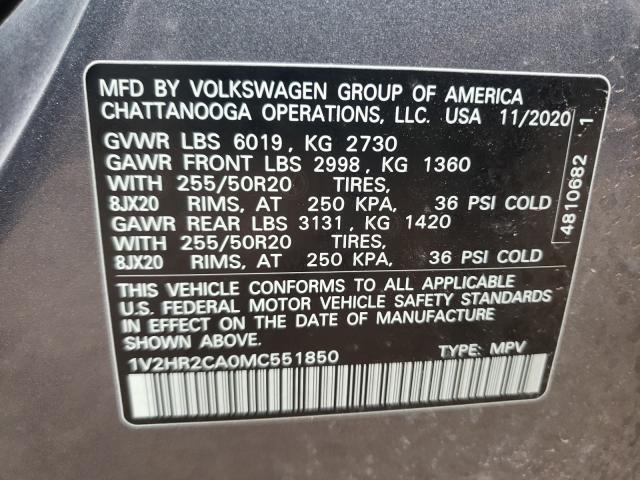 MFD BY VOLKSWAGEN GROUP OF AMERICA
CHATTANOOGA OPERATIONS, LLC. USA 11/2020
GVWR LBS 6019, KG 2730
GAWR FRONT LBS 2998, KG 1360
WITH 255/50R20 TIRES,
8JX20 RIMS, AT 250 KPA, 36 PSI COLD
GAWR REAR LBS 3131, KG 1420
WITH 255/50R20 TIRES,
8JX20 RIMS, AT 250 KPA, 36 PSI COLD
THIS VEHICLE CONFORMS TO ALL APPLICABLE
U.S. FEDERAL MOTOR VEHICLE SAFETY STANDARDS
IN EFFECT ON THE DATE OF MANUFACTURE
SHOWN ABOVE.
1V2HR2CA0MC551850 TYPE: MPV
4810682 1